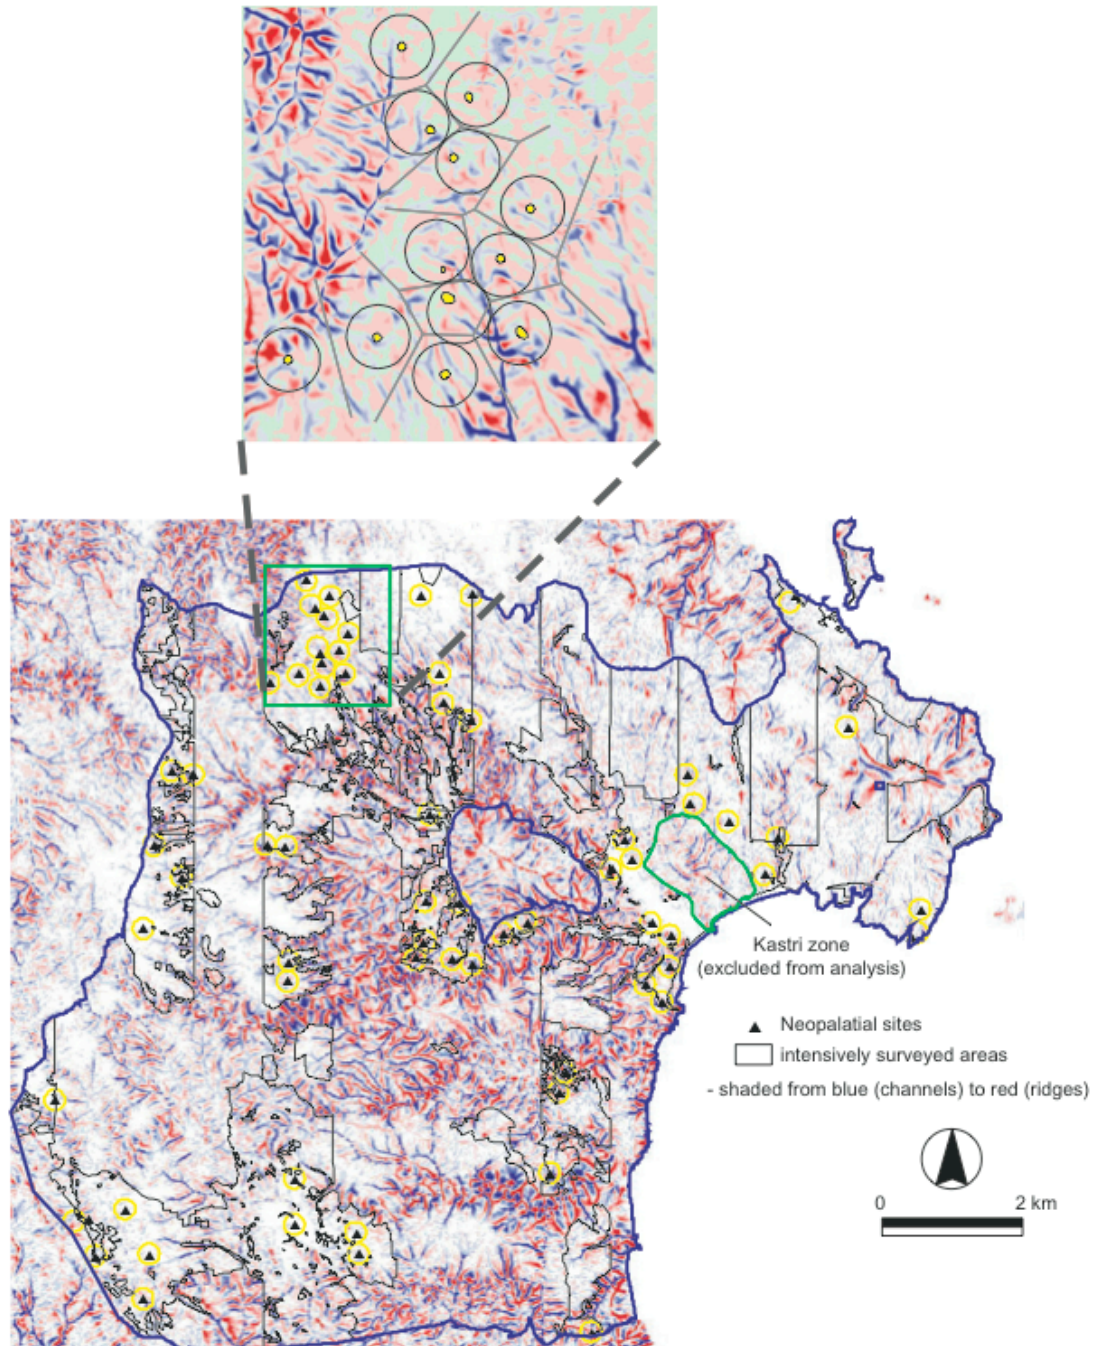 Kastri zone
(excluded from analysis)
Neopalatial sites
intensively surveyed areas
- shaded from blue (channels) to red (ridges)
0 2 km